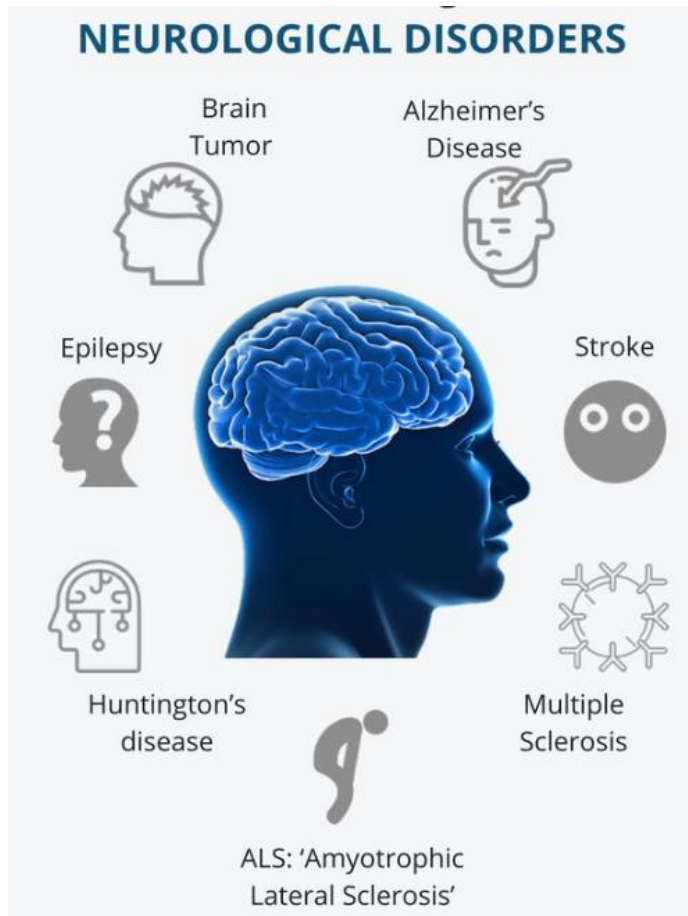 NEUROLOGICAL DISORDERS
Brain
Tumor
Alzheimer’s
Disease
Epilepsy
Stroke
Huntington’s
disease
Multiple
Sclerosis
ALS: ‘Amyotrophic
Lateral Sclerosis’